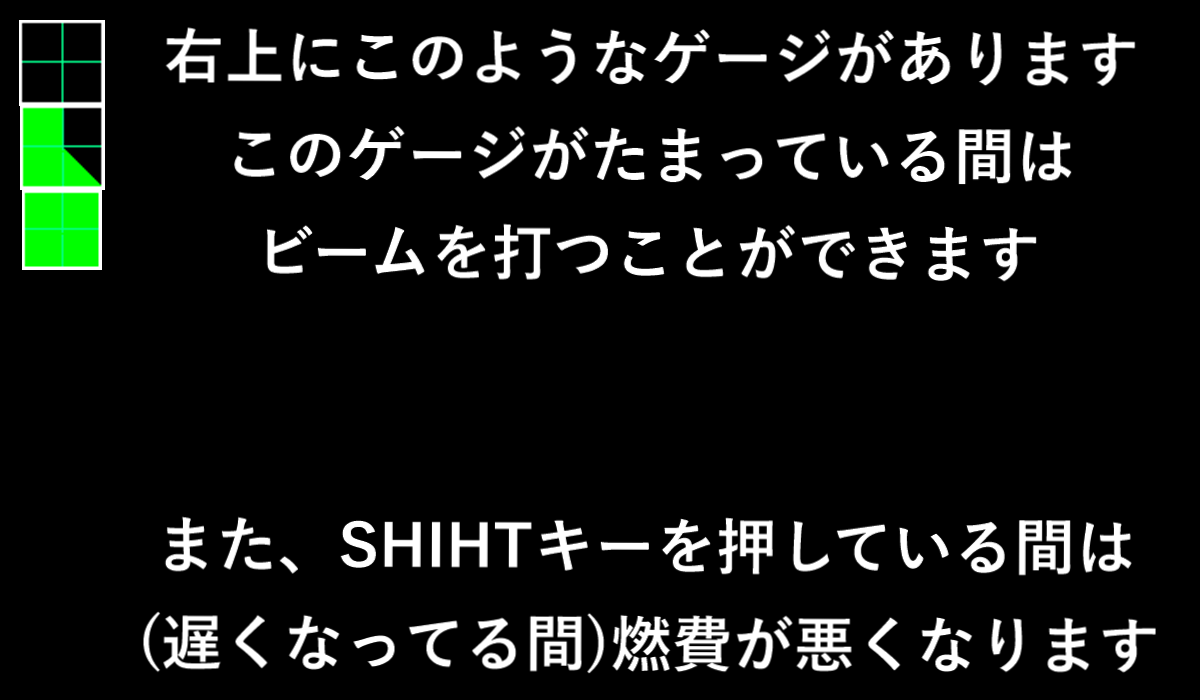 右上にこのようなゲージがあります
このゲージがたまっている間は
ビームを打つことができます
また、SHIHTキーを押している間は
(遅くなってる間)燃費が悪くなります